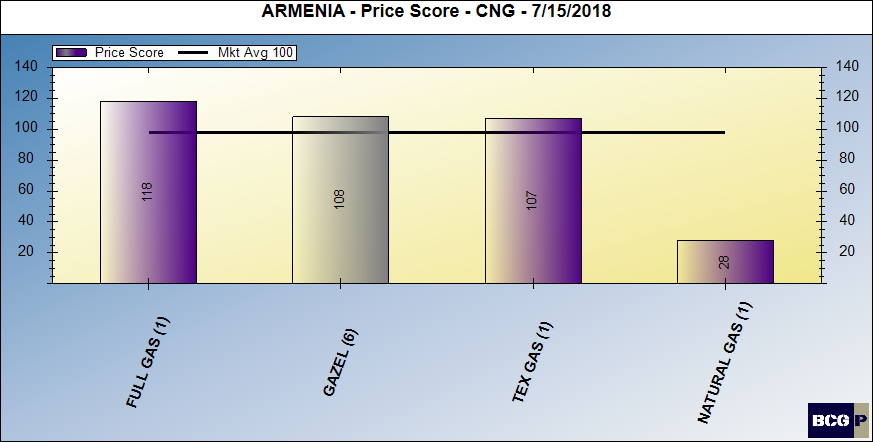 ARMENIA - Price Score - CNG - 7/15/2018
Price Score Mkt Avg 100
140 140
120 120
100 100
80 80
60 60
40 40
20 20
118
108
107
28
FULL GAS (1)
GAZEL (6)
TEX GAS (1)
NATURAL GAS (1)
BCG P